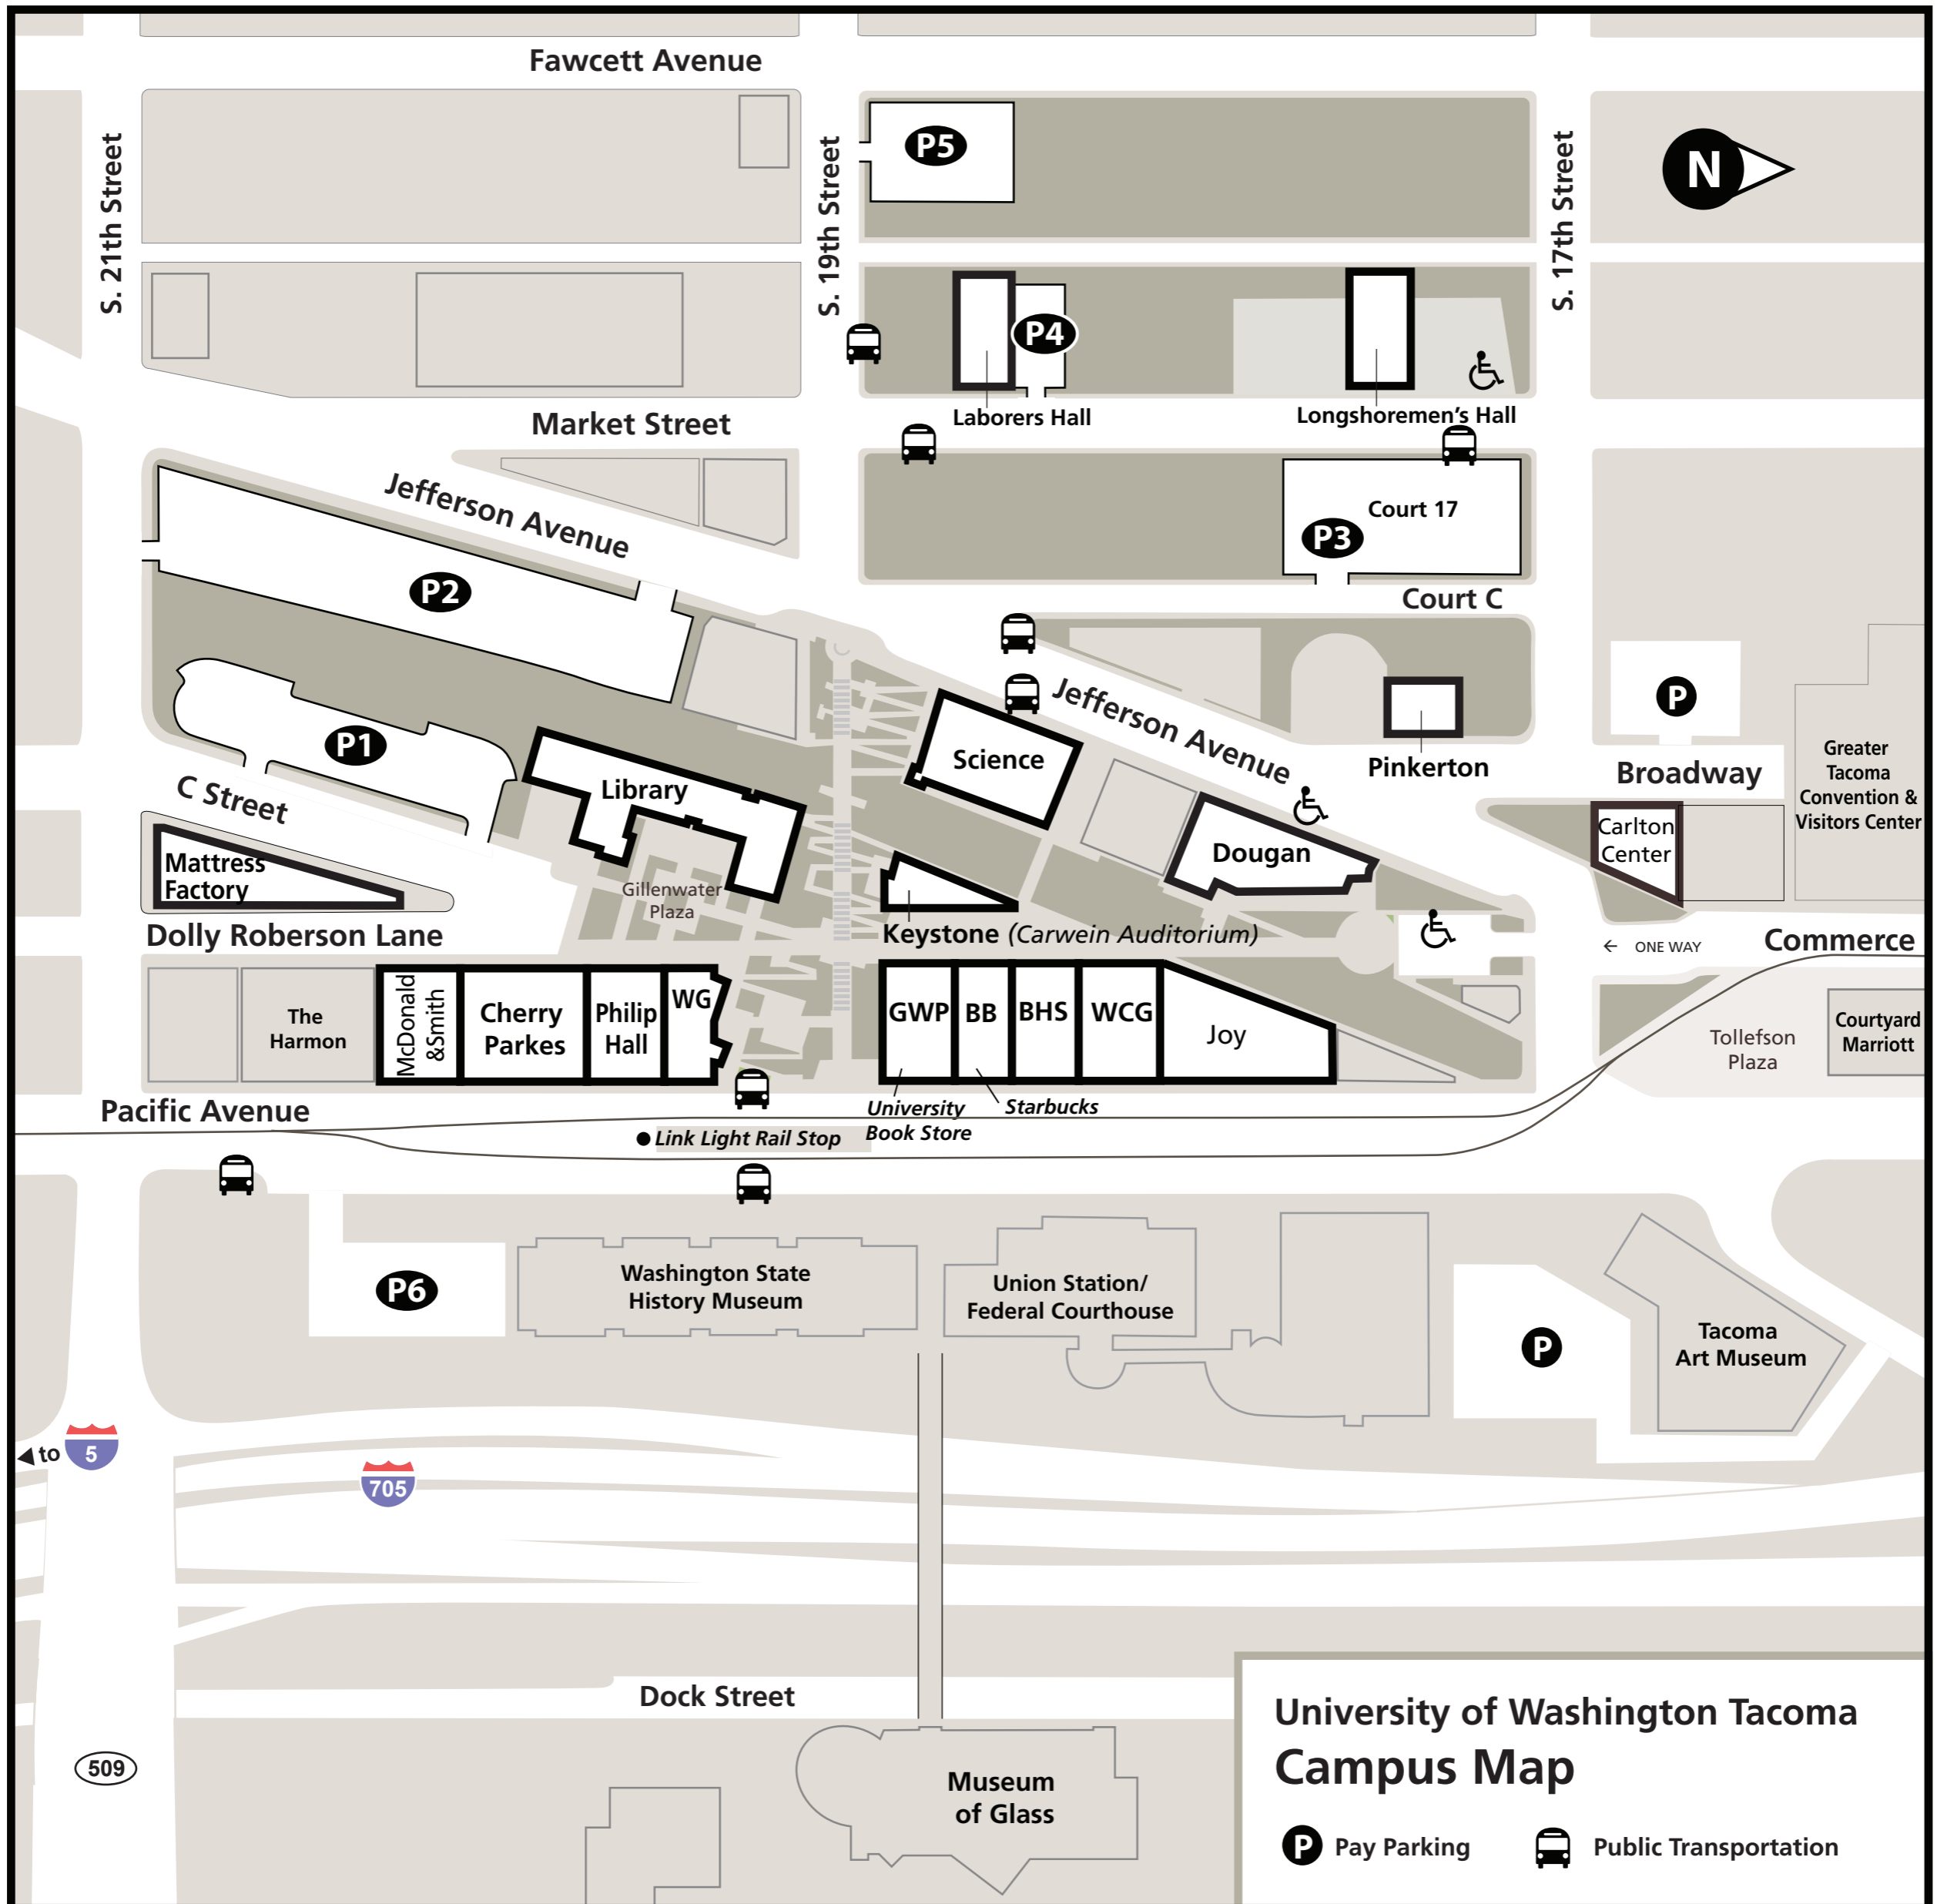 Fawcett Avenue
S. 21th Street
S. 19th Street
S. 17th Street
P5
N
P4
Laborers Hall
Longshoremen's Hall
Market Street
Jefferson Avenue
Court 17
P3
Court C
P2
Jefferson Avenue
P
P1
Science
Pinkerton
Broadway
Greater
Tacoma
Convention &
Visitors Center
C Street
Library
Dougan
Carlton
Center
Mattress
Factory
Gillenwater
Plaza
Dolly Roberson Lane
Keystone (Carwein Auditorium)
← ONE WAY
Commerce
The
Harmon
McDonald
&Smith
Cherry
Parkes
Philip
Hall
WG
GWP
BB
BHS
WCG
Joy
Tollefson
Plaza
Courtyard
Marriott
Pacific Avenue
University
Book Store
Starbucks
Link Light Rail Stop
P6
Washington State
History Museum
Union Station/
Federal Courthouse
P
Tacoma
Art Museum
to 5
705
Dock Street
509
Museum
of Glass
University of Washington Tacoma
Campus Map
P Pay Parking
Public Transportation